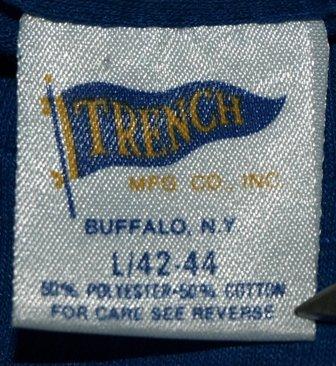 TRENCH
MFG CO., INC.
BUFFALO, N.Y
L/42-44
50% POLYESTER-50% COTTON
FOR CARE SEE REVERSE